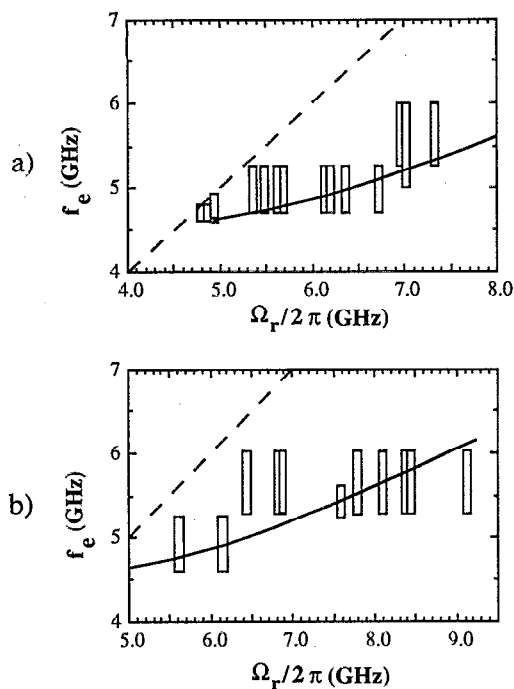 a)
f_e (GHz)
7
6
5
4
4.0 5.0 6.0 7.0 8.0
Ω_r/2 π (GHz)
b)
f_e (GHz)
7
6
5
4
5.0 6.0 7.0 8.0 9.0
Ω_r/2 π (GHz)